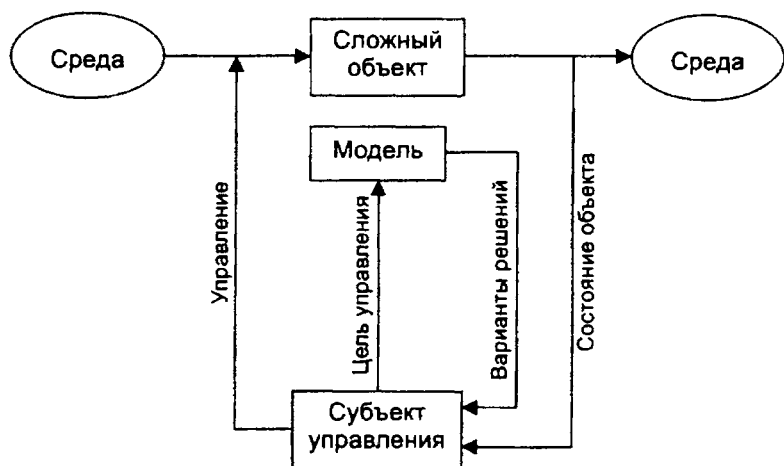 Среда
Сложный
объект
Среда
Модель
Управление
Цель управления
Варианты решений
Состояние объекта
Субъект
управления